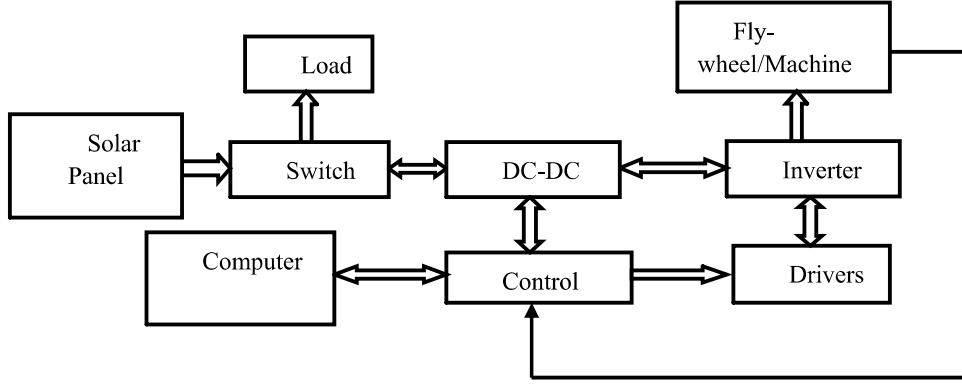 Fly-
wheel/Machine
Load
Solar
Panel
Switch
DC-DC
Inverter
Computer
Control
Drivers